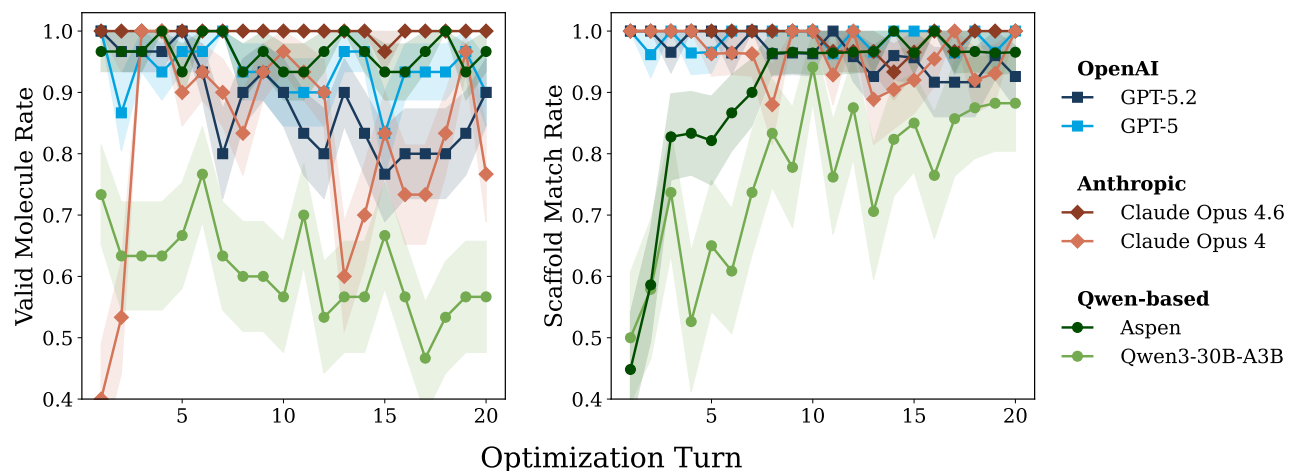 Valid Molecule Rate
1.0
0.9
0.8
0.7
0.6
0.5
0.4
5
10
15
20
Scaffold Match Rate
1.0
0.9
0.8
0.7
0.6
0.5
0.4
5
10
15
20
Optimization Turn
OpenAI
GPT-5.2
GPT-5
Anthropic
Claude Opus 4.6
Claude Opus 4
Qwen-based
Aspen
Qwen3-30B-A3B